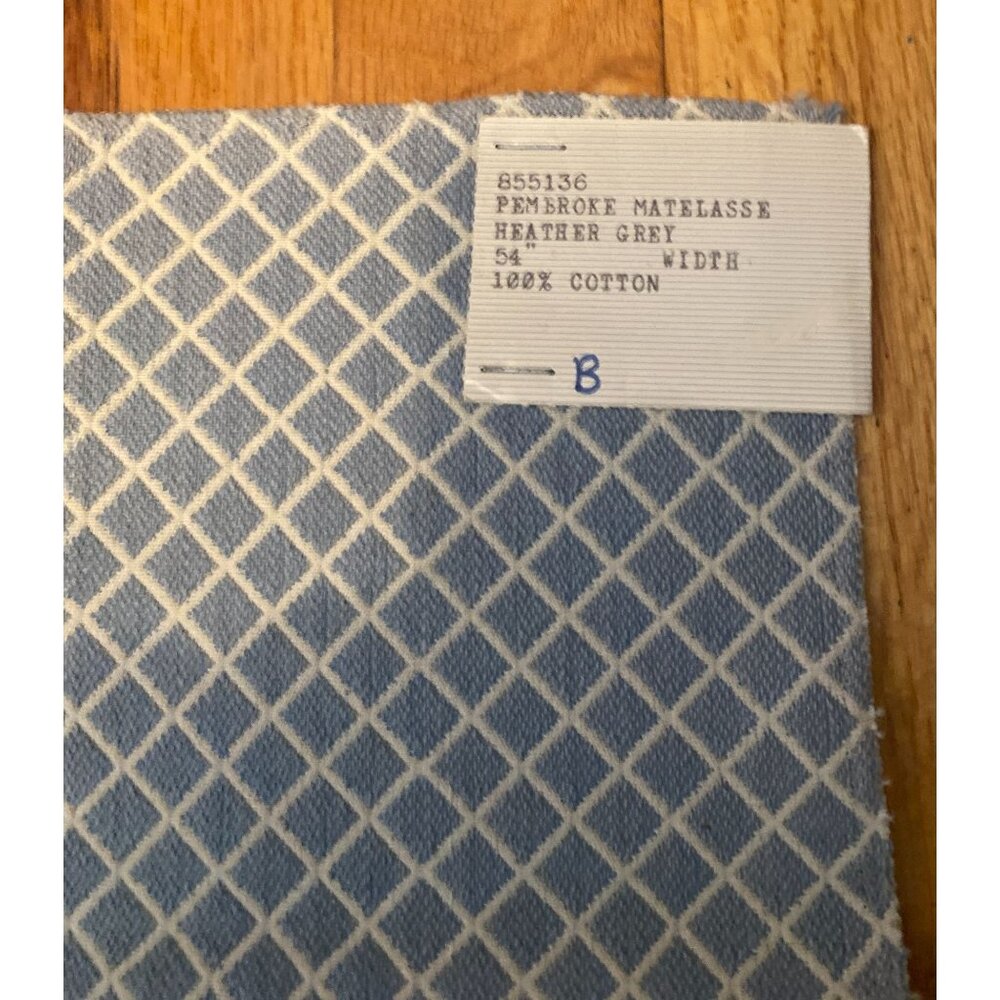 855136
PEMBROKE MATELASSE
HEATHER GREY
54" WIDTH
100% COTTON
B